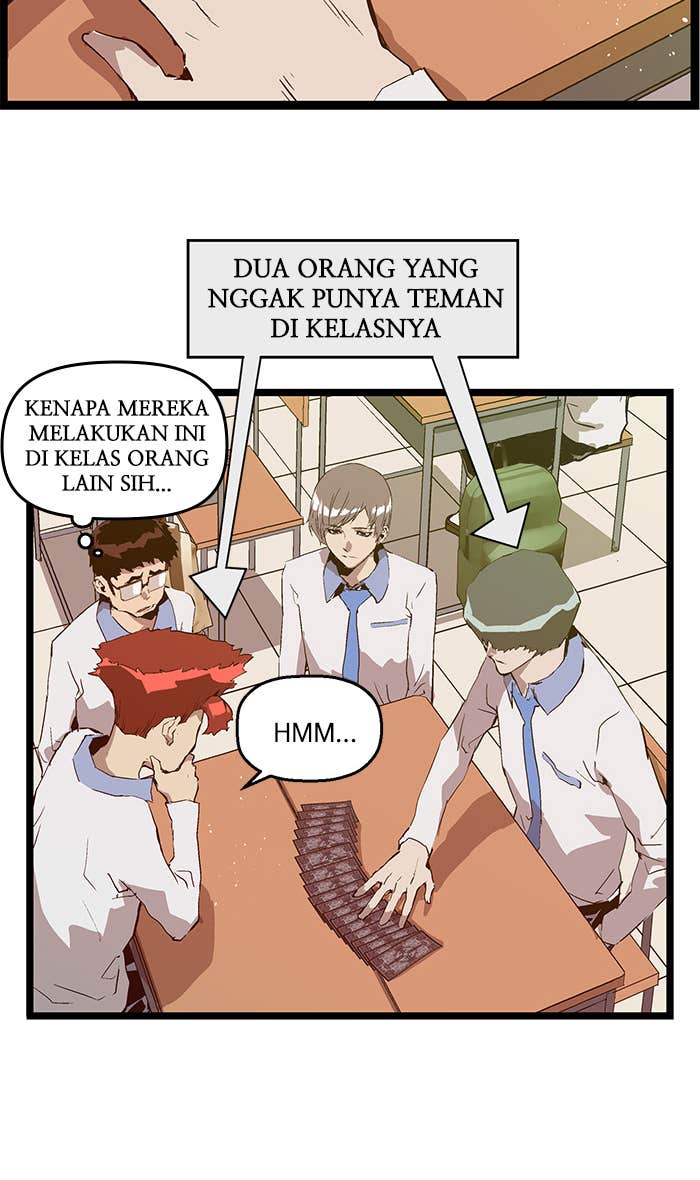 DUA ORANG YANG
NGGAK PUNYA TEMAN
DI KELASNYA
KENAPA MEREKA
MELAKUKAN INI
DI KELAS ORANG
LAIN SIH...
HMM...